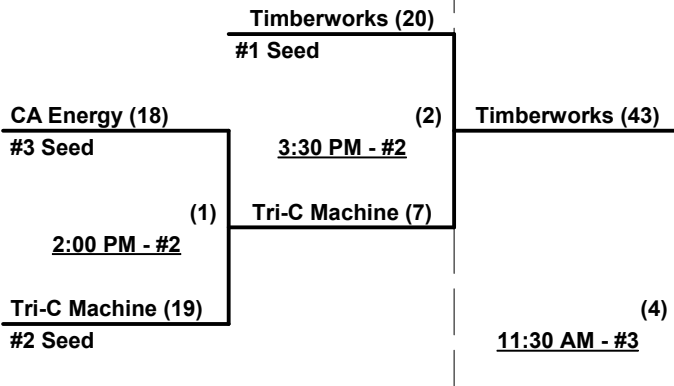 Timberworks (20)
#1 Seed
CA Energy (18)
(2)
Timberworks (43)
#3 Seed
3:30 PM - #2
(1)
Tri-C Machine (7)
2:00 PM - #2
Tri-C Machine (19)
(4)
#2 Seed
11:30 AM - #3